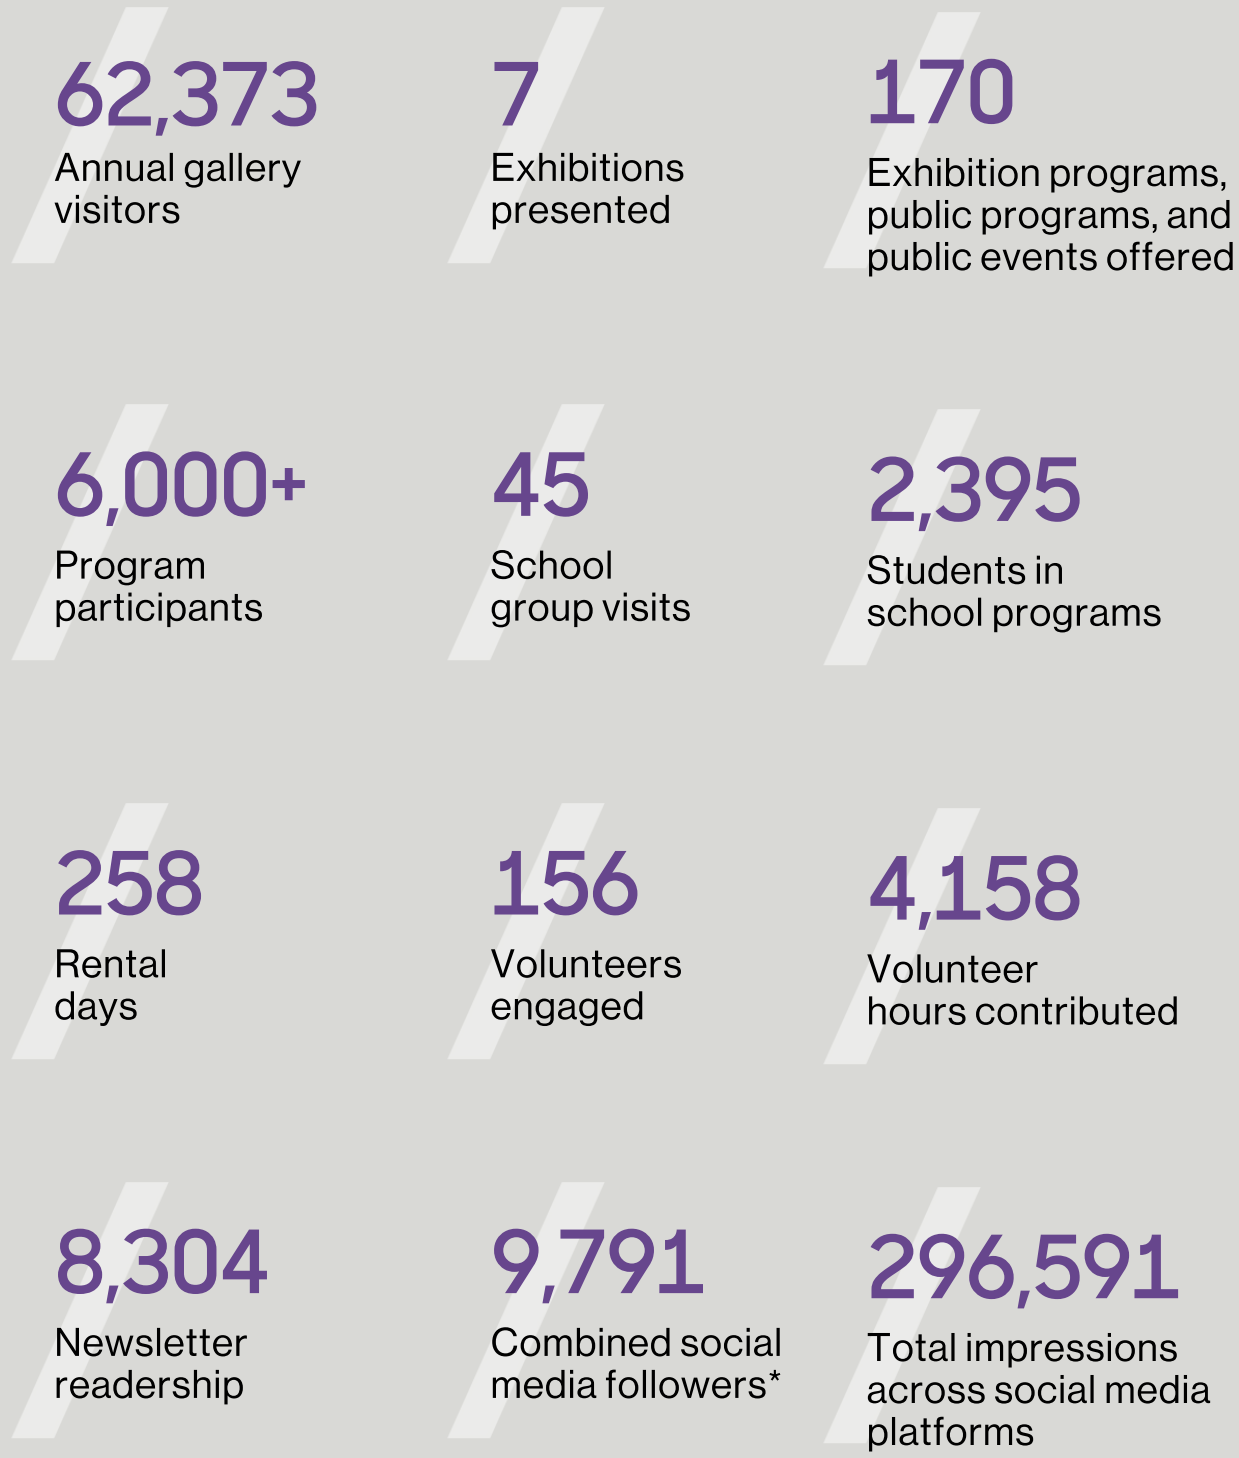 62,373
Annual gallery
visitors
7
Exhibitions
presented
170
Exhibition programs,
public programs, and
public events offered
6,000+
Program
participants
45
School
group visits
2,395
Students in
school programs
258
Rental
days
156
Volunteers
engaged
4,158
Volunteer
hours contributed
8,304
Newsletter
readership
9,791
Combined social
media followers*
296,591
Total impressions
across social media
platforms